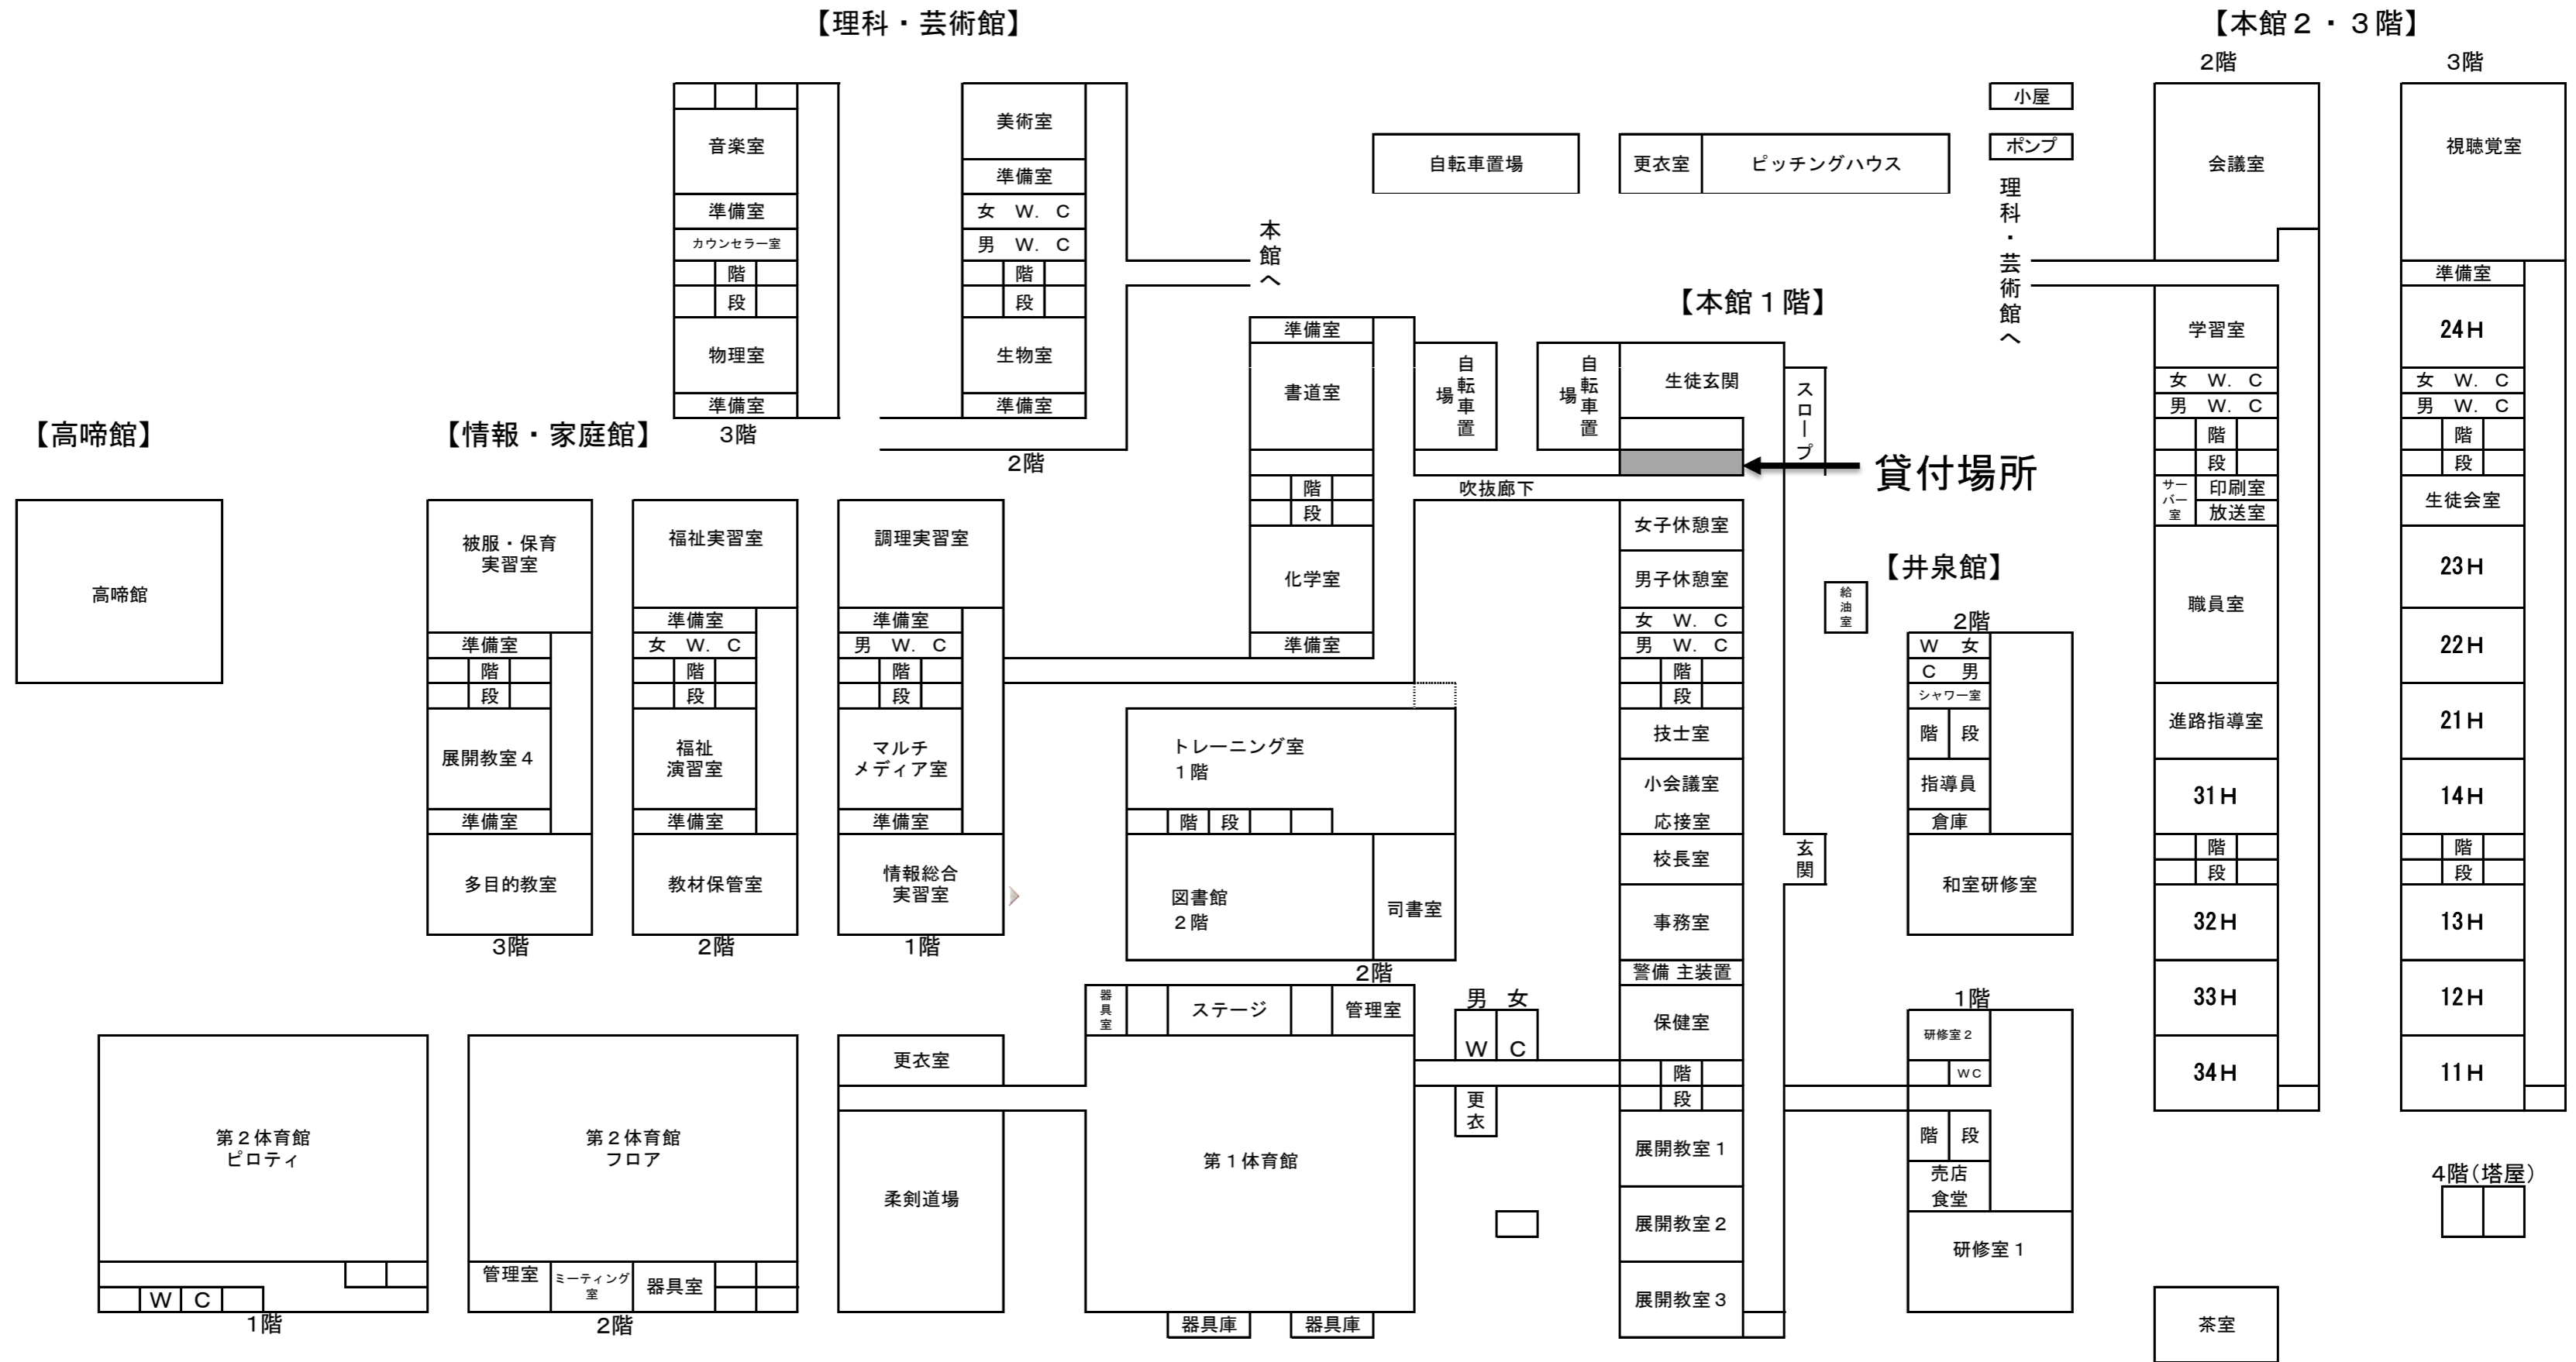 【理科・芸術館】
【本館２・３階】
2階
3階
音楽室
準備室
カウンセラー室
階
段
物理室
準備室
3階
美術室
準備室
女 W. C
男 W. C
階
段
生物室
準備室
2階
本館へ
自転車置場
更衣室
ピッチングハウス
小屋
ポンプ
理科・芸術館へ
会議室
学習室
女 W. C
男 W. C
階
段
サーバー室
印刷室
放送室
職員室
進路指導室
31H
階
段
32H
33H
34H
視聴覚室
準備室
24H
女 W. C
男 W. C
階
段
生徒会室
23H
22H
21H
14H
階
段
13H
12H
11H
4階（塔屋）
茶室
【本館１階】
準備室
書道室
階
段
化学室
準備室
自転車置場
自転車置場
生徒玄関
スロープ
貸付場所
吹抜廊下
女子休憩室
男子休憩室
女 W. C
男 W. C
階
段
技士室
小会議室
応接室
校長室
玄関
事務室
警備 主装置
保健室
階
段
展開教室１
展開教室２
展開教室３
【井泉館】
給油室
2階
W 女
C 男
シャワー室
階 段
指導員
倉庫
和室研修室
1階
研修室２
WC
階 段
売店
食堂
研修室１
【高啼館】
高啼館
【情報・家庭館】
被服・保育
実習室
準備室
階
段
展開教室４
準備室
多目的教室
3階
福祉実習室
準備室
女 W. C
階
段
福祉
演習室
準備室
教材保管室
2階
調理実習室
準備室
男 W. C
階
段
マルチ
メディア室
準備室
情報総合
実習室
1階
トレーニング室
１階
階 段
図書館
２階
司書室
2階
器具室
ステージ
管理室
第１体育館
器具庫
器具庫
男 女
W C
更衣
更衣室
柔剣道場
第２体育館
ピロティ
W C
1階
第２体育館
フロア
管理室
ミーティング室
器具室
2階